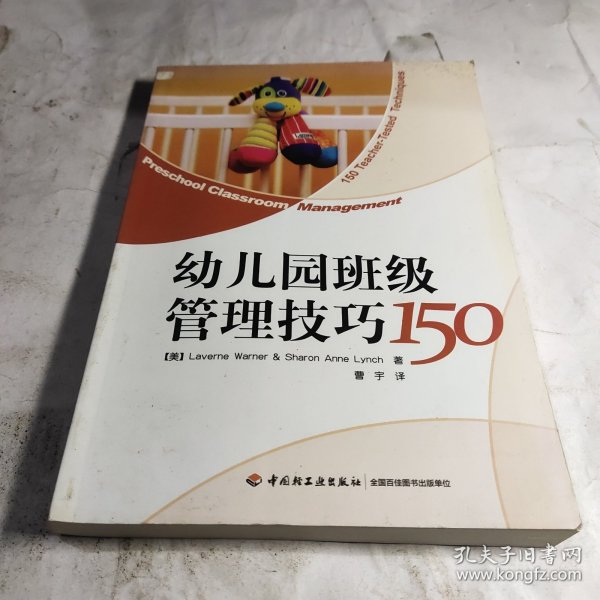 150 Teacher-Tested Techniques
Preschool Classroom Management
幼儿园班级
管理技巧150
【美】Laverne Warner & Sharon Anne Lynch 著
曹宇 译
中国轻工业出版社 全国百佳图书出版单位
孔夫子旧书网
www.kongfz.com